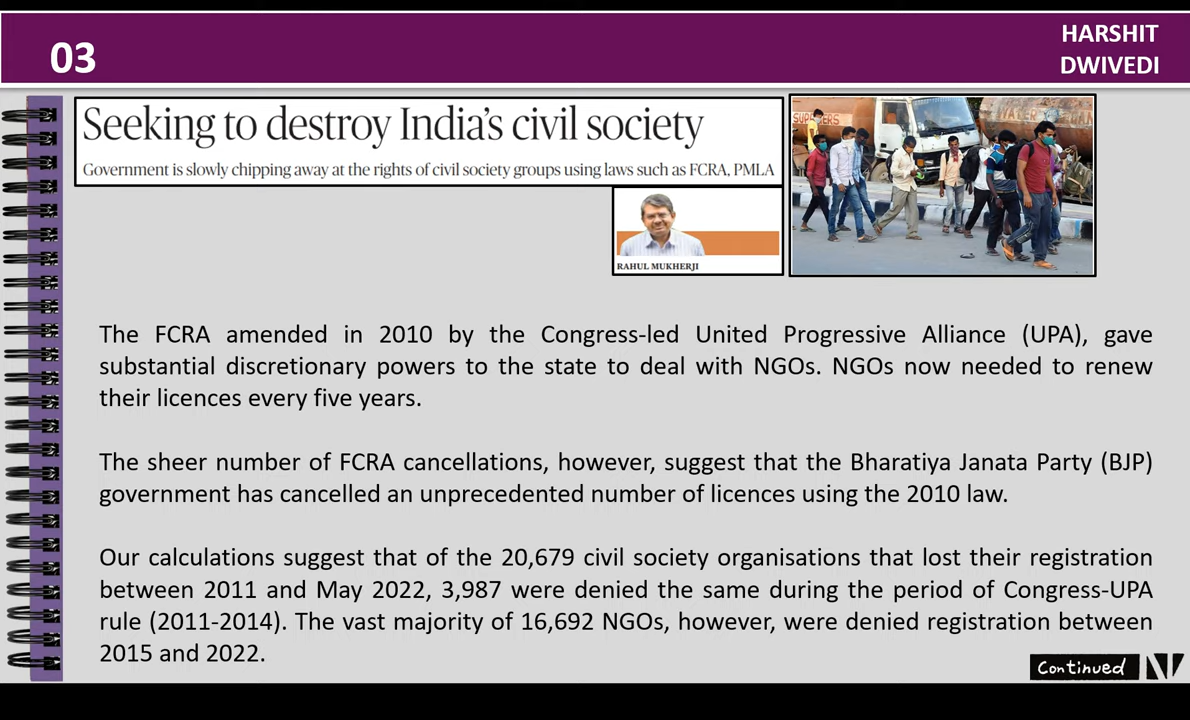 03
HARSHIT
DWIVEDI
Seeking to destroy India's civil society
Government is slowly chipping away at the rights of civil society groups using laws such as FCRA, PMLA
RAHUL MUKHERJI
The FCRA amended in 2010 by the Congress-led United Progressive Alliance (UPA), gave
substantial discretionary powers to the state to deal with NGOs. NGOs now needed to renew
their licences every five years.
The sheer number of FCRA cancellations, however, suggest that the Bharatiya Janata Party (BJP)
government has cancelled an unprecedented number of licences using the 2010 law.
Our calculations suggest that of the 20,679 civil society organisations that lost their registration
between 2011 and May 2022, 3,987 were denied the same during the period of Congress-UPA
rule (2011-2014). The vast majority of 16,692 NGOs, however, were denied registration between
2015 and 2022.
Continued